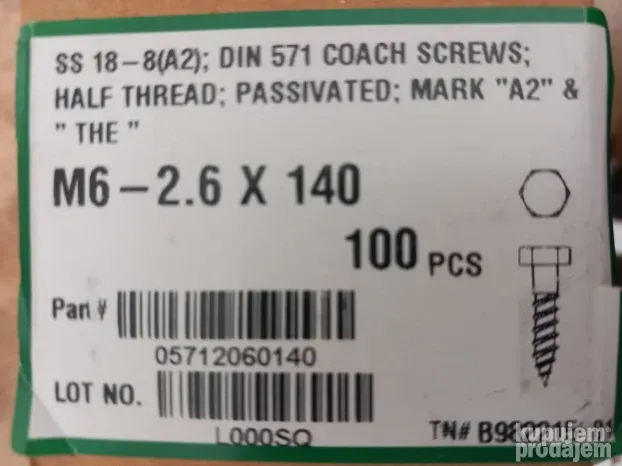 SS 18-8(A2); DIN 571 COACH SCREWS;
HALF THREAD; PASSIVATED; MARK "A2" &
" THE "
M6-2.6 X 140
100 PCS
Part #
05712060140
LOT NO.
L000SQ
TN#
kupujem
prodajem